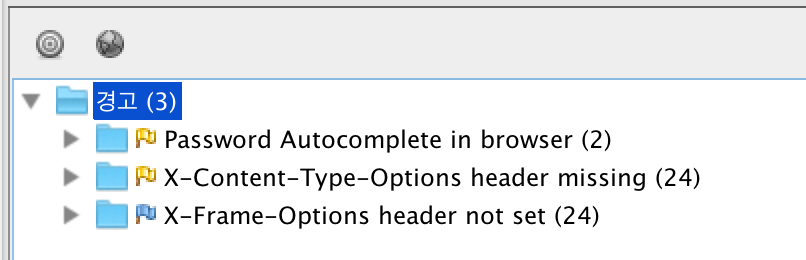 경고 (3)
Password Autocomplete in browser (2)
X-Content-Type-Options header missing (24)
X-Frame-Options header not set (24)